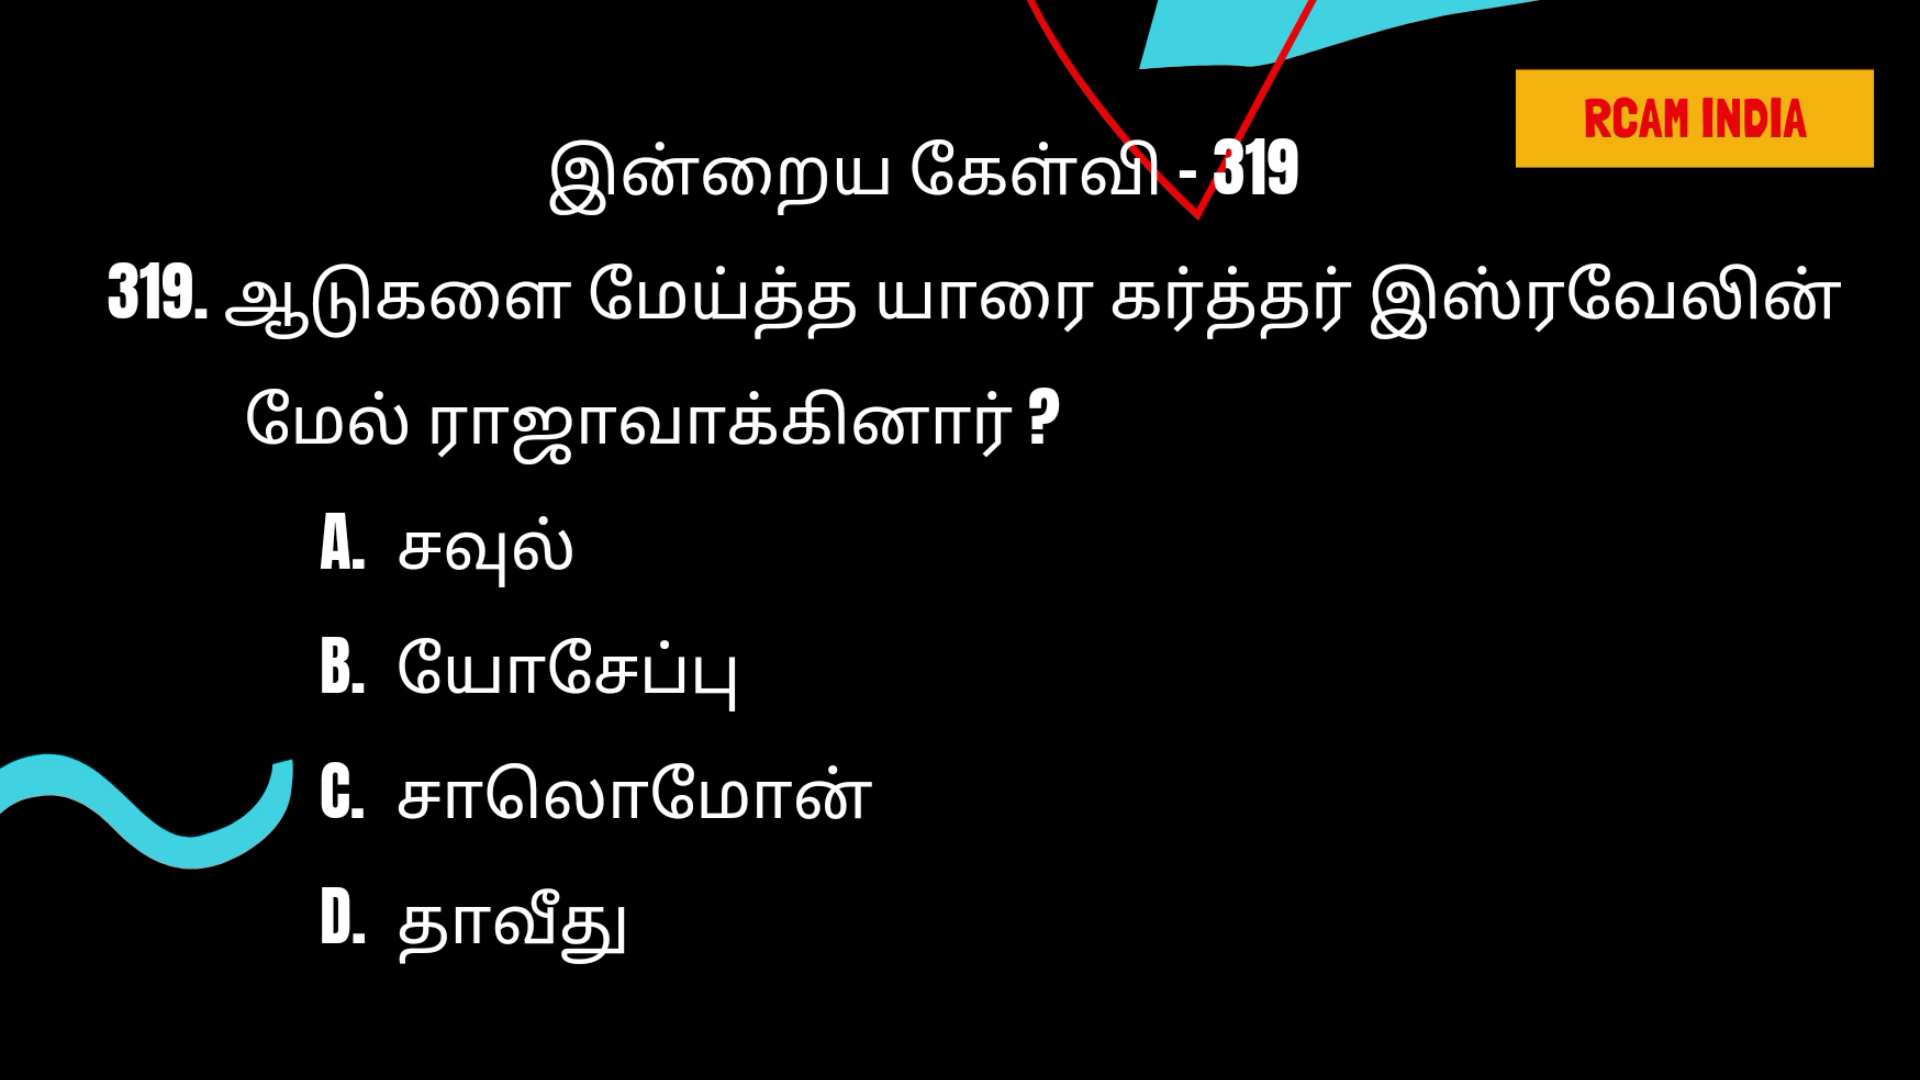 RCAM INDIA
இன்றைய கேள்வி - 319
319. ஆடுகளை மேய்த்த யாரை கர்த்தர் இஸ்ரவேலின்
மேல் ராஜாவாக்கினார் ?
A. சவுல்
B. யோசேப்பு
C. சாலொமோன்
D. தாவீது